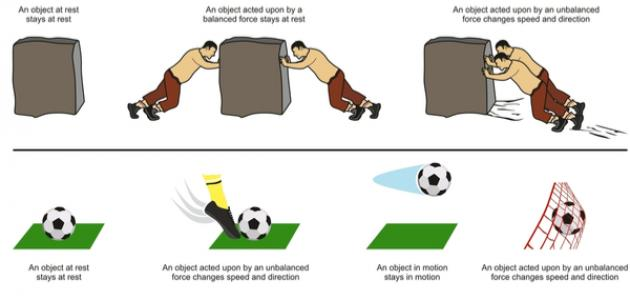 An object at rest
stays at rest
An object acted upon by a
balanced force stays at rest
An object acted upon by an unbalanced
force changes speed and direction
An object at rest
stays at rest
An object acted upon by an unbalanced
force changes speed and direction
An object in motion
stays in motion
An object acted upon by an unbalanced
force changes speed and direction